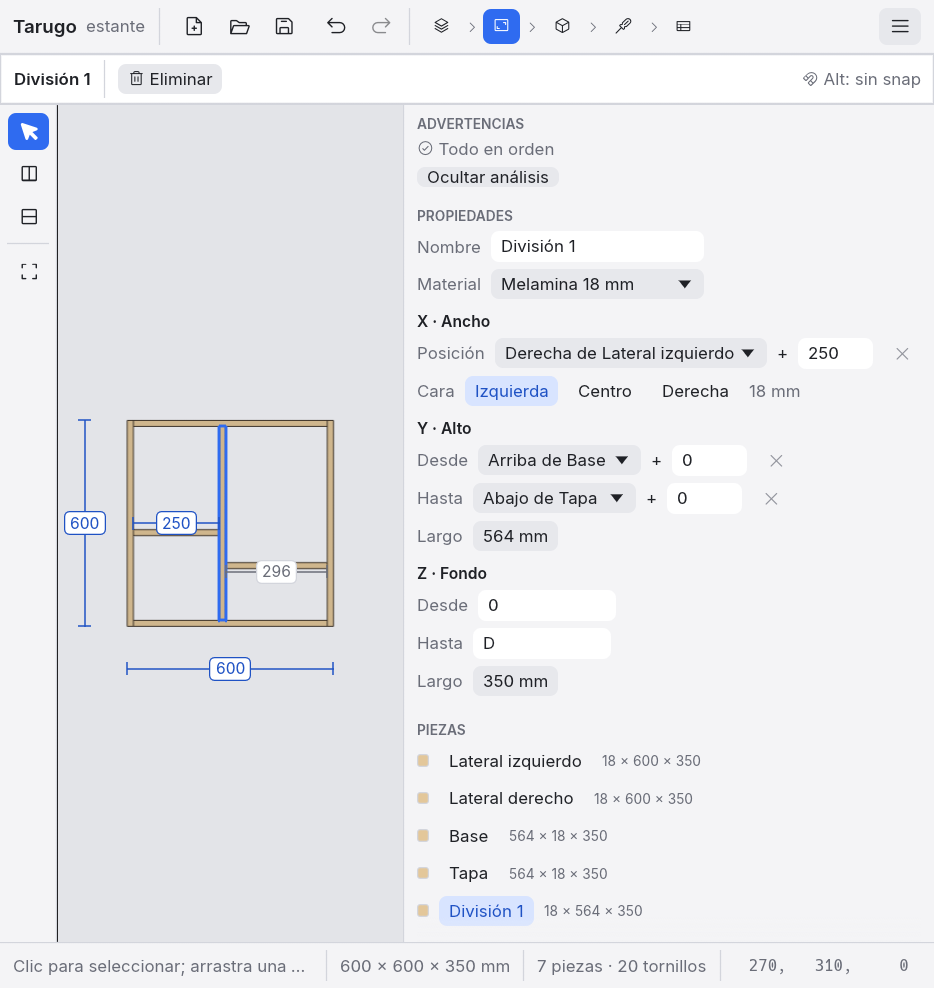 Tarugo estante
División 1 Eliminar Alt: sin snap
ADVERTENCIAS
Todo en orden
Ocultar análisis
PROPIEDADES
Nombre División 1
Material Melamina 18 mm
X · Ancho
Posición Derecha de Lateral izquierdo + 250
Cara Izquierda Centro Derecha 18 mm
Y · Alto
Desde Arriba de Base + 0
Hasta Abajo de Tapa + 0
Largo 564 mm
Z · Fondo
Desde 0
Hasta D
Largo 350 mm
600
250
296
600
PIEZAS
Lateral izquierdo 18 × 600 × 350
Lateral derecho 18 × 600 × 350
Base 564 × 18 × 350
Tapa 564 × 18 × 350
División 1 18 × 564 × 350
Clic para seleccionar; arrastra una ... 600 × 600 × 350 mm 7 piezas · 20 tornillos 270, 310, 0